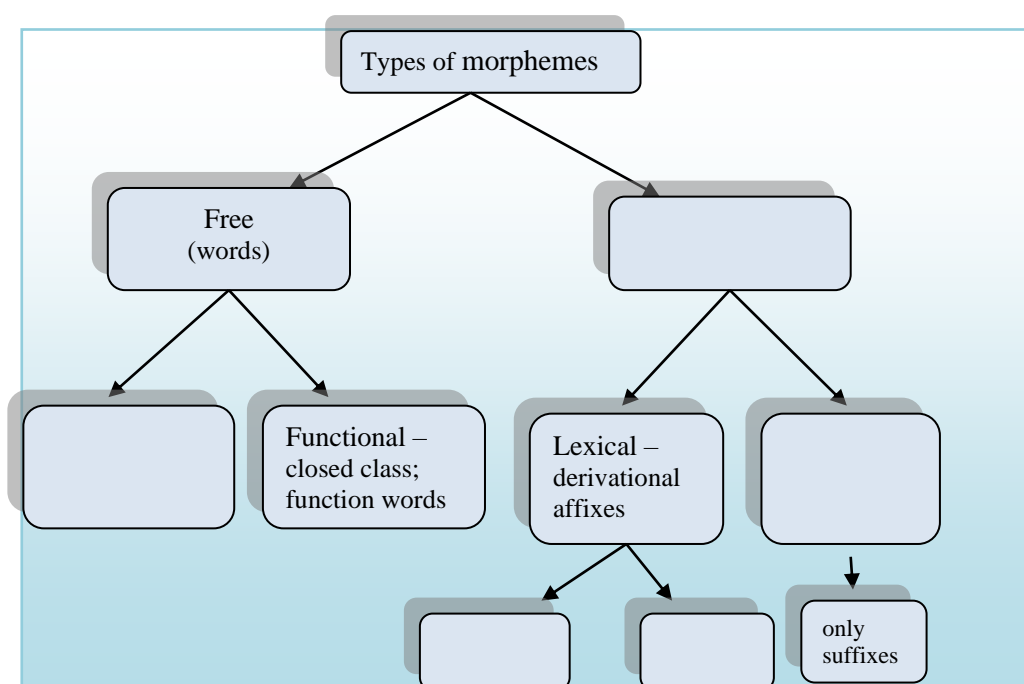 Types of morphemes
Free
(words)
Functional –
closed class;
function words
Lexical –
derivational
affixes
only
suffixes